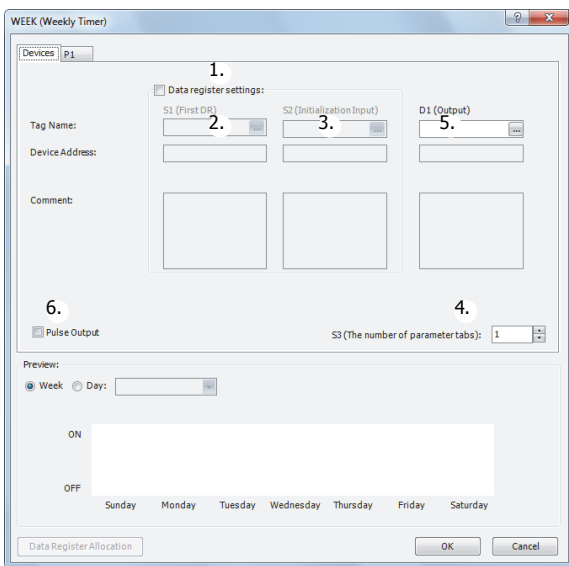 WEEK (Weekly Timer)
Devices P1
1.
Data register settings:
S1 (First DR) S2 (Initialization Input) D1 (Output)
Tag Name: 2. ... 3. ... 5. ...
Device Address:
Comment:
6. 4.
Pulse Output S3 (The number of parameter tabs): 1
Preview:
Week Day:
ON
OFF
Sunday Monday Tuesday Wednesday Thursday Friday Saturday
Data Register Allocation OK Cancel